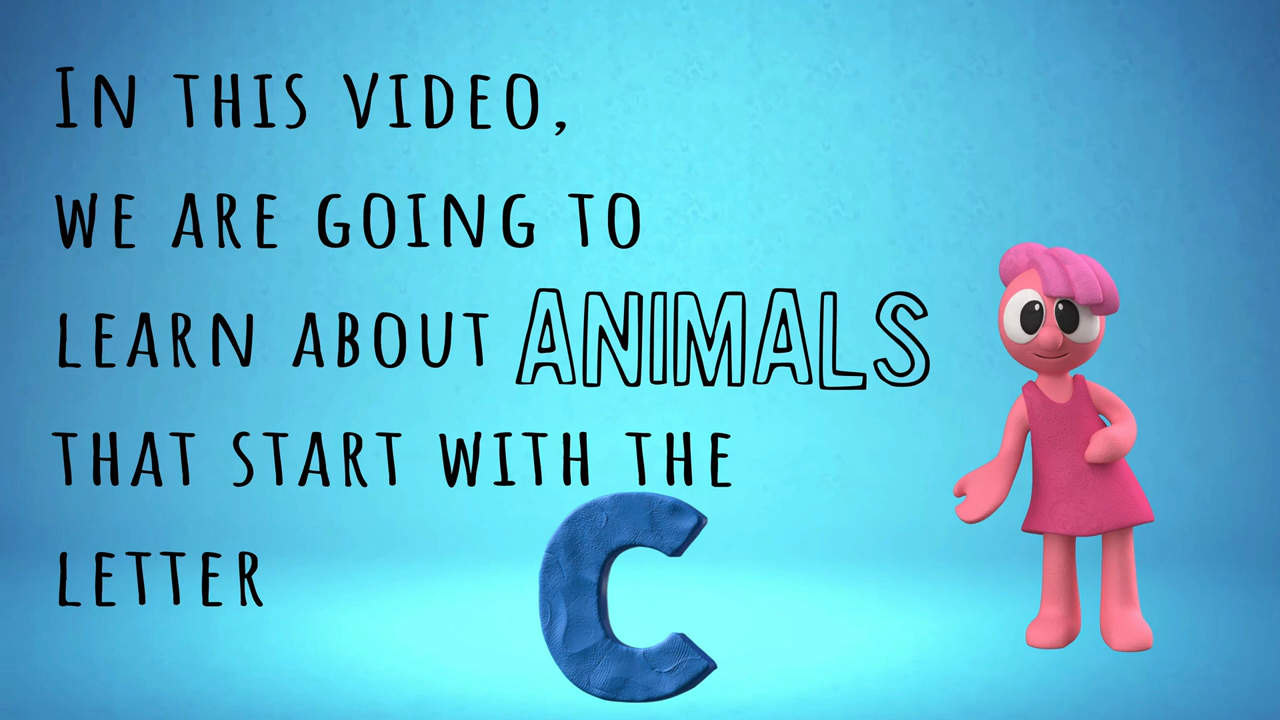 In this video,
we are going to
learn about ANIMALS
that start with the
letter C